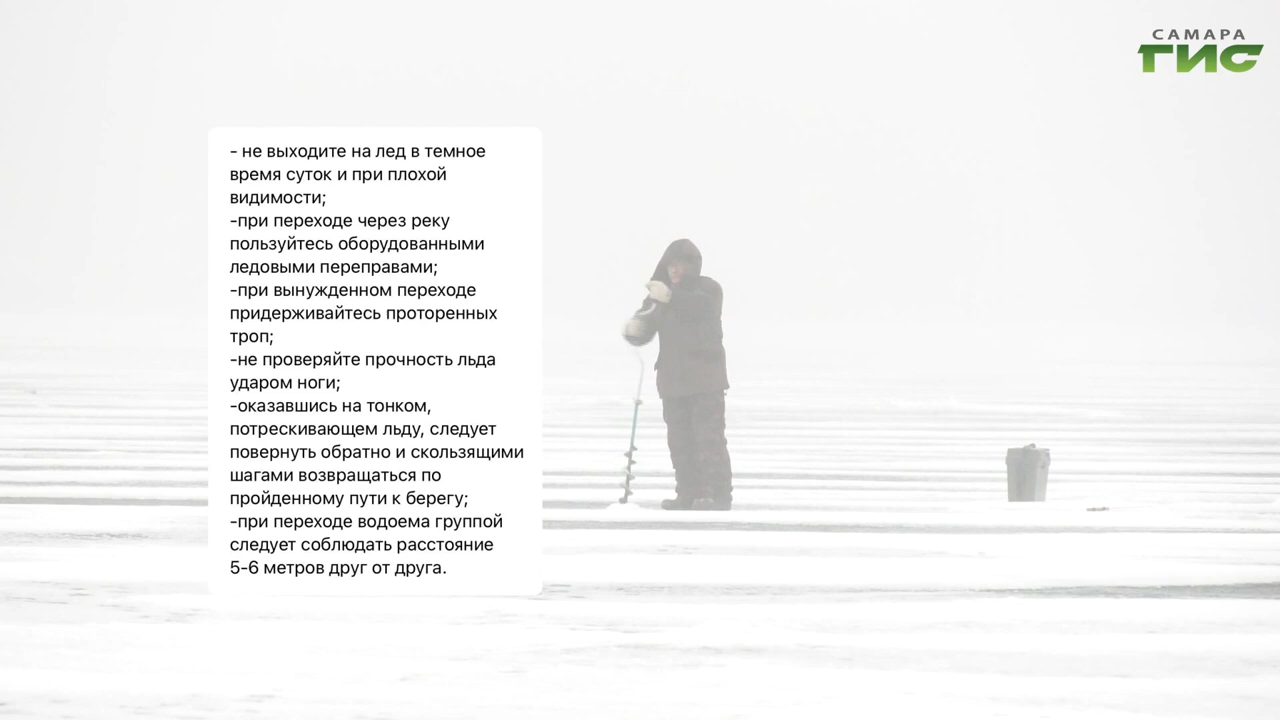 САМАРА
ГИС
- не выходите на лед в темное
время суток и при плохой
видимости;
-при переходе через реку
пользуйтесь оборудованными
ледовыми переправами;
-при вынужденном переходе
придерживайтесь проторенных
троп;
-не проверяйте прочность льда
ударом ноги;
-оказавшись на тонком,
потрескивающем льду, следует
повернуть обратно и скользящими
шагами возвращаться по
пройденному пути к берегу;
-при переходе водоема группой
следует соблюдать расстояние
5-6 метров друг от друга.